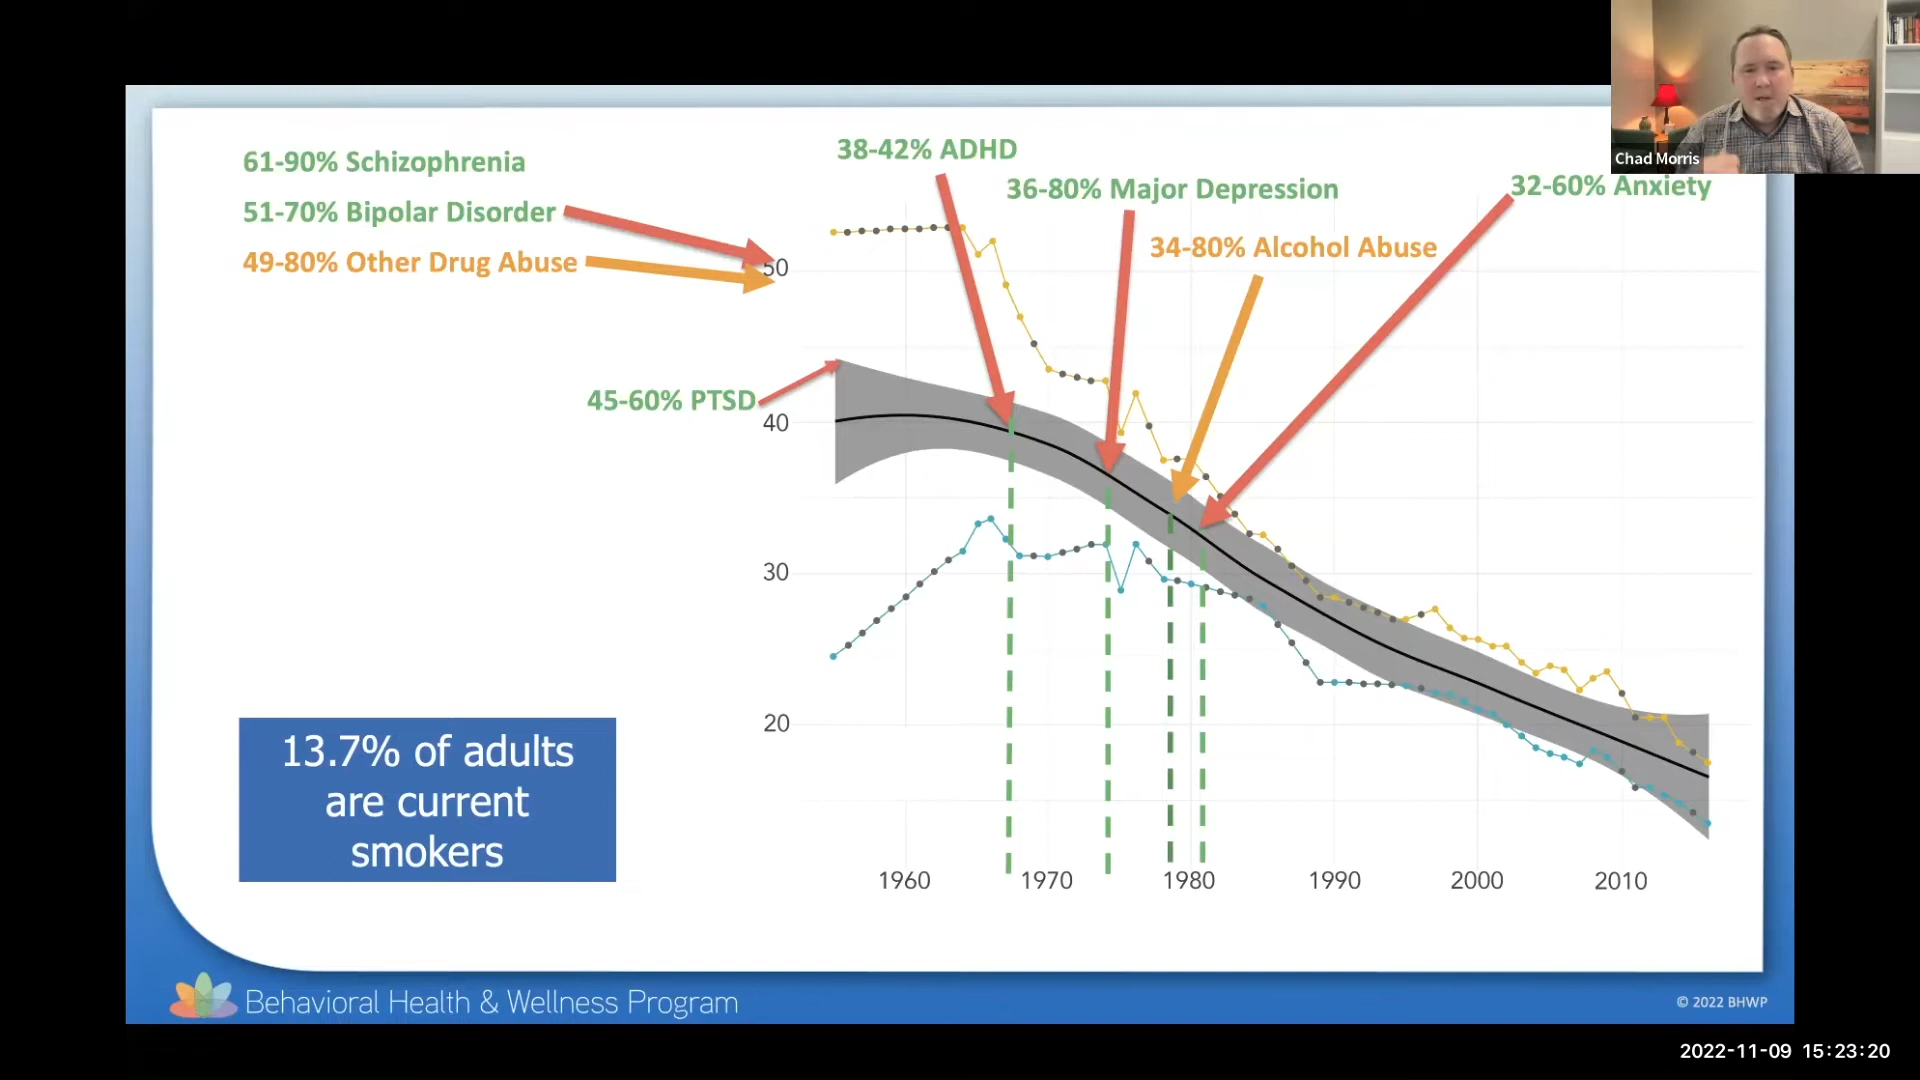 61-90% Schizophrenia
51-70% Bipolar Disorder
49-80% Other Drug Abuse
38-42% ADHD
36-80% Major Depression
34-80% Alcohol Abuse
32-60% Anxiety
45-60% PTSD
50
40
30
20
1960 1970 1980 1990 2000 2010
13.7% of adults
are current
smokers
Chad Morris
Behavioral Health & Wellness Program
© 2022 BHWP
2022-11-09 15:23:20